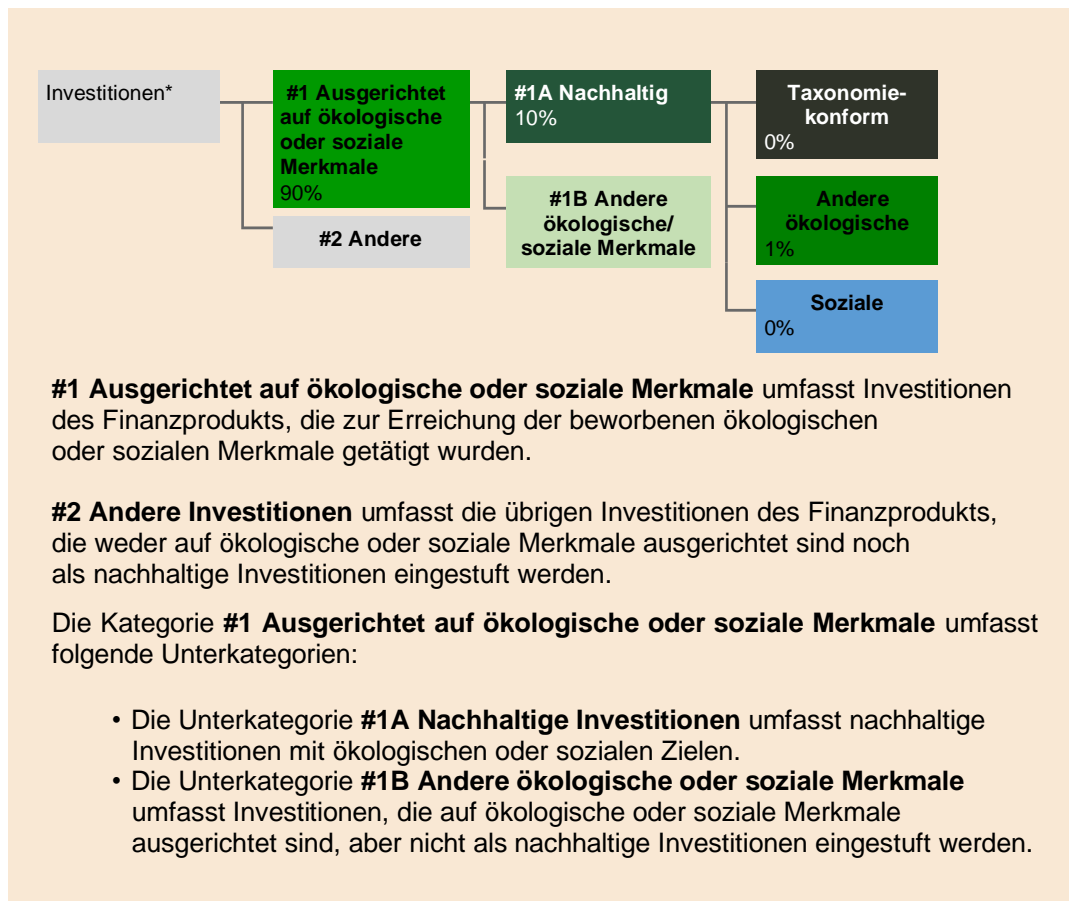 Investitionen*
#1 Ausgerichtet
auf ökologische
oder soziale
Merkmale
90%
#2 Andere
#1A Nachhaltig
10%
#1B Andere
ökologische/
soziale Merkmale
Taxonomie-
konform
0%
Andere
ökologische
1%
Soziale
0%
#1 Ausgerichtet auf ökologische oder soziale Merkmale umfasst Investitionen
des Finanzprodukts, die zur Erreichung der beworbenen ökologischen
oder sozialen Merkmale getätigt wurden.
#2 Andere Investitionen umfasst die übrigen Investitionen des Finanzprodukts,
die weder auf ökologische oder soziale Merkmale ausgerichtet sind noch
als nachhaltige Investitionen eingestuft werden.
Die Kategorie #1 Ausgerichtet auf ökologische oder soziale Merkmale umfasst
folgende Unterkategorien:
• Die Unterkategorie #1A Nachhaltige Investitionen umfasst nachhaltige
Investitionen mit ökologischen oder sozialen Zielen.
• Die Unterkategorie #1B Andere ökologische oder soziale Merkmale
umfasst Investitionen, die auf ökologische oder soziale Merkmale
ausgerichtet sind, aber nicht als nachhaltige Investitionen eingestuft werden.